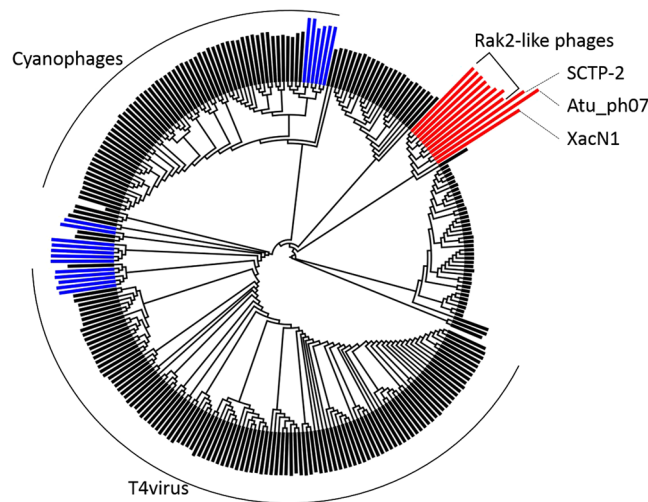 Rak2-like phages
Cyanophages
SCTP-2
Atu_ph07
XacN1
T4virus